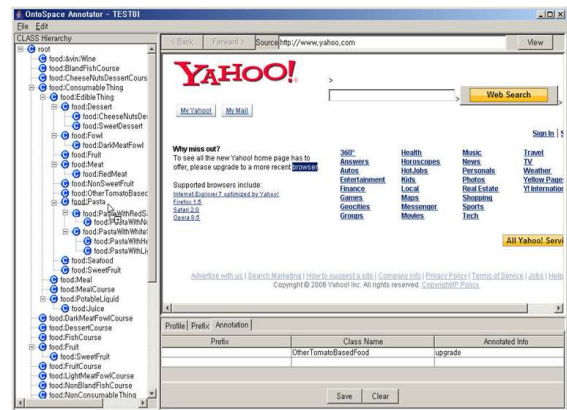 OntoSpace Annotator - TEST01
File Edit
CLASS Hierarchy
root
food:&vin:Wine
food:BlandFishCourse
food:CheeseNutsDessertCours
food:ConsumableThing
food:EdibleThing
food:Dessert
food:CheeseNutsDes
food:SweetDessert
food:Fowl
food:DarkMeatFowl
food:Fruit
food:Meat
food:RedMeat
food:NonSweetFruit
food:OtherTomatoBased
food:Pasta
food:PastaWithRedS
food:PastaWithNo
food:PastaWithWhiteS
food:PastaWithHe
food:PastaWithLi
food:Seafood
food:SweetFruit
food:Meal
food:MealCourse
food:PotableLiquid
food:Juice
food:DarkMeatFowlCourse
food:DessertCourse
food:FishCourse
food:Fruit
food:SweetFruit
food:FruitCourse
food:LightMeatFowlCourse
food:NonBlandFishCourse
food:NonConsumableThing
< Back Forward > Source http://www.yahoo.com View
YAHOO!
>
> Web Search >
My Yahoo! My Mail
Sign In | S
Why misst out?
To see all the new Yahoo! home page has to
offer, please upgrade to a more recent browser
Supported browsers include:
Internet Explorer 7 optimized by Yahoo!
Firefox 1.5
Safari 2.0
Opera 8.5
360° Health Music Travel
Answers Horoscopes News TV
Autos HotJobs Personals Weather
Entertainment Kids Photos Yellow Page
Finance Local Real Estate Y! Internation
Games Maps Shopping
Geocities Messenger Sports
Groups Movies Tech
All Yahoo! Servi
Advertise with us | Search Marketing | How to suggest a site | Company Info | Privacy Policy | Terms of Service | Jobs | Help
Copyright © 2006 Yahoo! Inc. All rights reserved. Copyright/IP Policy
Profile Prefix Annotation
Prefix Class Name Annotated Info
OtherTomatoBasedFood upgrade
Save Clear